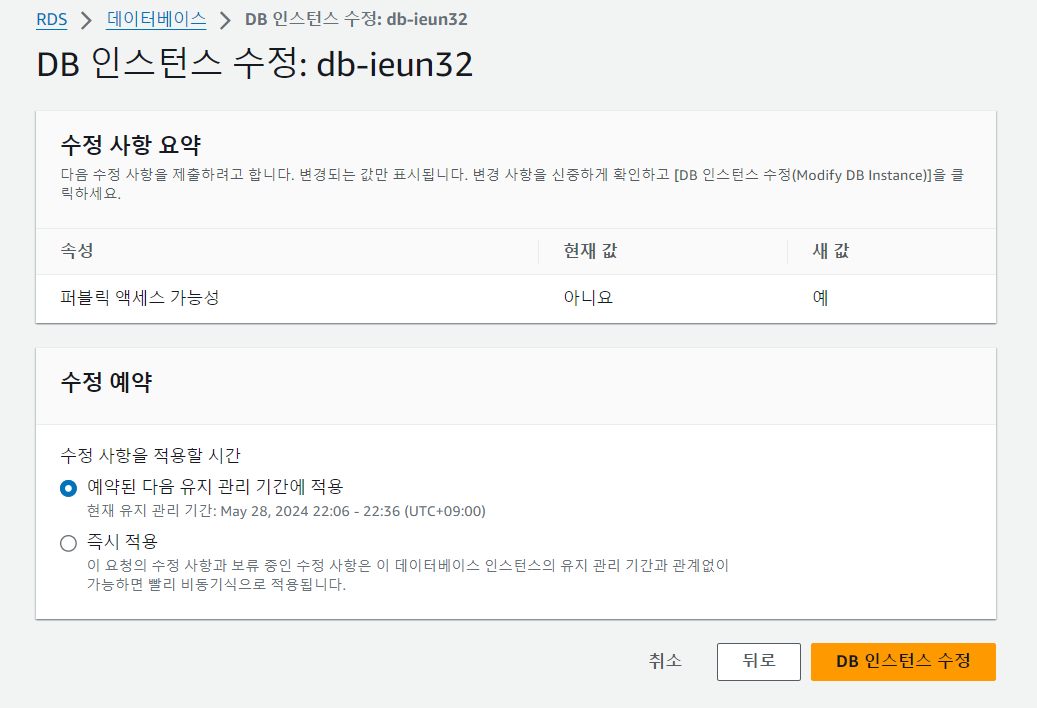 RDS > 데이터베이스 > DB 인스턴스 수정: db-ieun32
DB 인스턴스 수정: db-ieun32
수정 사항 요약
다음 수정 사항을 제출하려고 합니다. 변경되는 값만 표시됩니다. 변경 사항을 신중하게 확인하고 [DB 인스턴스 수정(Modify DB Instance)]을 클
릭하세요.
속성 현재 값 새 값
퍼블릭 액세스 가능성 아니요 예
수정 예약
수정 사항을 적용할 시간
예약된 다음 유지 관리 기간에 적용
현재 유지 관리 기간: May 28, 2024 22:06 - 22:36 (UTC+09:00)
즉시 적용
이 요청의 수정 사항과 보류 중인 수정 사항은 이 데이터베이스 인스턴스의 유지 관리 기간과 관계없이
가능하면 빨리 비동기식으로 적용됩니다.
취소 뒤로 DB 인스턴스 수정